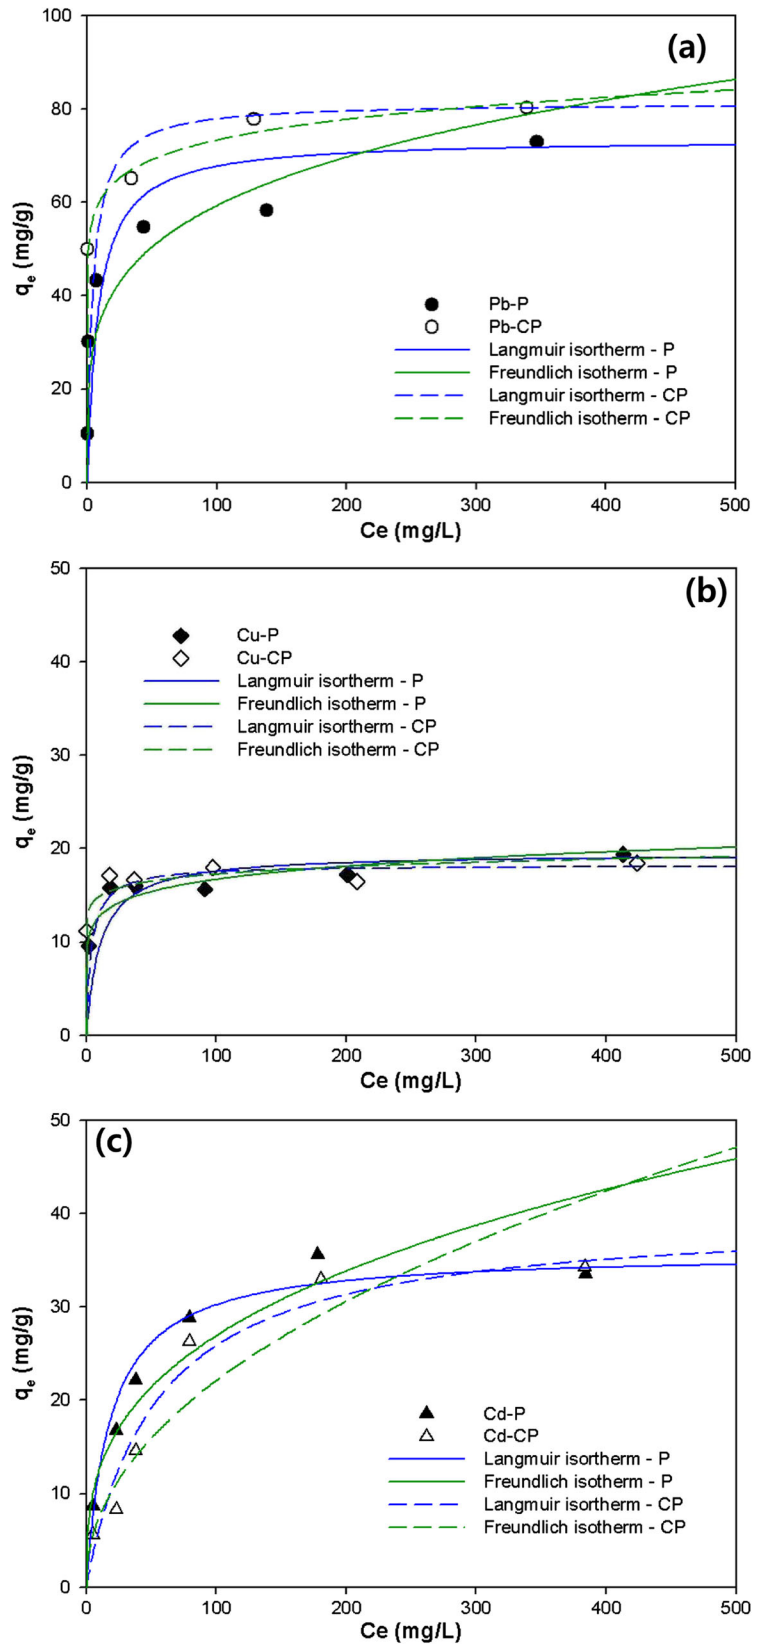 (a)
100
80
60
40
20
0
qe (mg/g)
Pb-P
Pb-CP
Langmuir isortherm - P
Freundlich isotherm - P
Langmuir isortherm - CP
Freundlich isotherm - CP
0 100 200 300 400 500
Ce (mg/L)
(b)
50
40
30
20
10
0
qe (mg/g)
Cu-P
Cu-CP
Langmuir isortherm - P
Freundlich isotherm - P
Langmuir isortherm - CP
Freundlich isotherm - CP
0 100 200 300 400 500
Ce (mg/L)
(c)
50
40
30
20
10
0
qe (mg/g)
Cd-P
Cd-CP
Langmuir isortherm - P
Freundlich isotherm - P
Langmuir isortherm - CP
Freundlich isotherm - CP
0 100 200 300 400 500
Ce (mg/L)